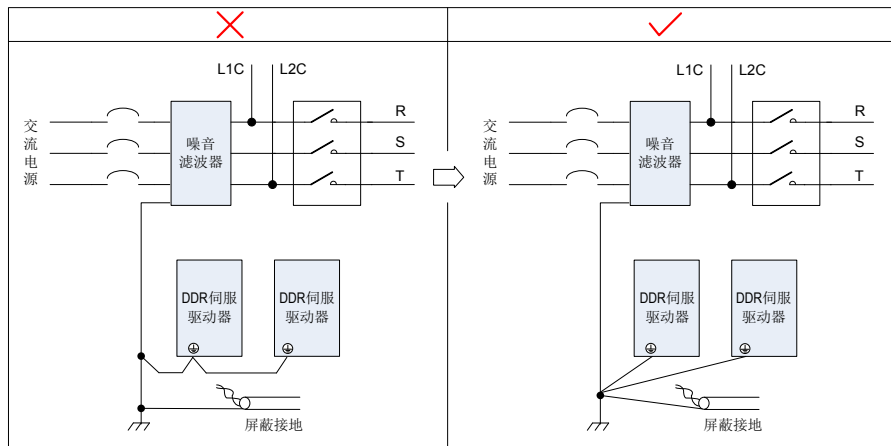 L1C
L2C
R
S
T
交流电源
噪音
滤波器
DDR伺服
驱动器
DDR伺服
驱动器
屏蔽接地
L1C
L2C
R
S
T
交流电源
噪音
滤波器
DDR伺服
驱动器
DDR伺服
驱动器
屏蔽接地